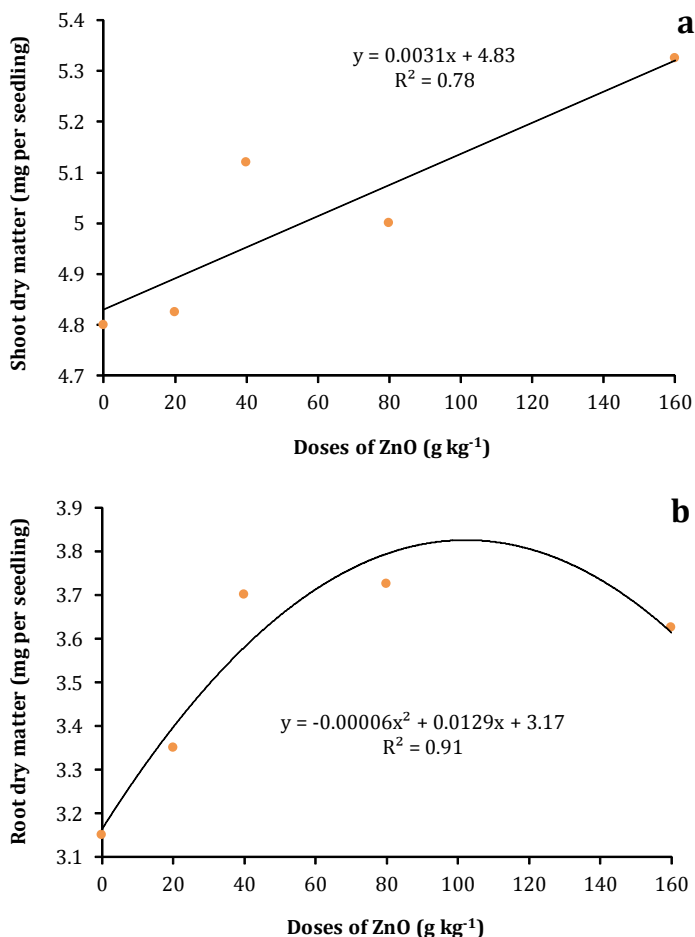 a
5.4
5.3
5.2
5.1
5
4.9
4.8
4.7
Shoot dry matter (mg per seedling)
y = 0.0031x + 4.83
R² = 0.78
0 20 40 60 80 100 120 140 160
Doses of ZnO (g kg⁻¹)
b
3.9
3.8
3.7
3.6
3.5
3.4
3.3
3.2
3.1
Root dry matter (mg per seedling)
y = -0.00006x² + 0.0129x + 3.17
R² = 0.91
0 20 40 60 80 100 120 140 160
Doses of ZnO (g kg⁻¹)